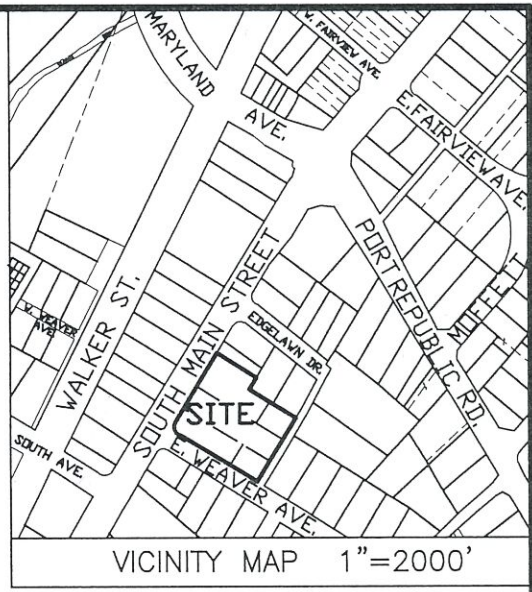 W. FAIRVIEW AVE.
MARYLAND
AVE.
E. FAIRVIEW AVE.
WALKER ST.
SOUTH MAIN STREET
PORT REPUBLIC RD.
MOFFETT
W. WEAVER
AVE
EDGELAWN DR.
SITE
SOUTH AVE.
E. WEAVER AVE.
VICINITY MAP 1"=2000'